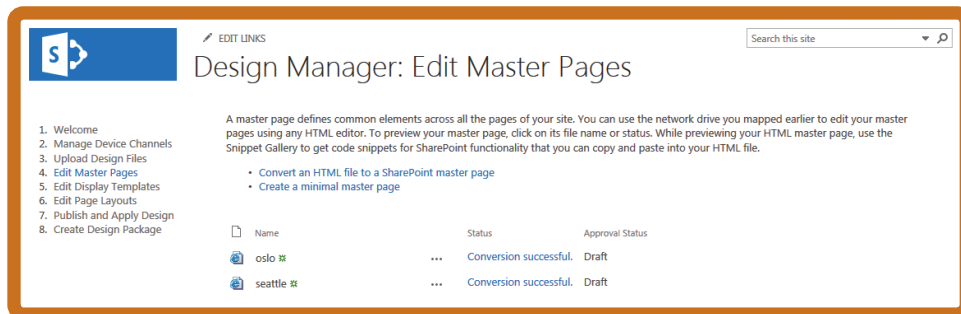 S
EDIT LINKS
Search this site
Design Manager: Edit Master Pages
1. Welcome
2. Manage Device Channels
3. Upload Design Files
4. Edit Master Pages
5. Edit Display Templates
6. Edit Page Layouts
7. Publish and Apply Design
8. Create Design Package
A master page defines common elements across all the pages of your site. You can use the network drive you mapped earlier to edit your master
pages using any HTML editor. To preview your master page, click on its file name or status. While previewing your HTML master page, use the
Snippet Gallery to get code snippets for SharePoint functionality that you can copy and paste into your HTML file.
• Convert an HTML file to a SharePoint master page
• Create a minimal master page
Name Status Approval Status
oslo ... Conversion successful. Draft
seattle ... Conversion successful. Draft